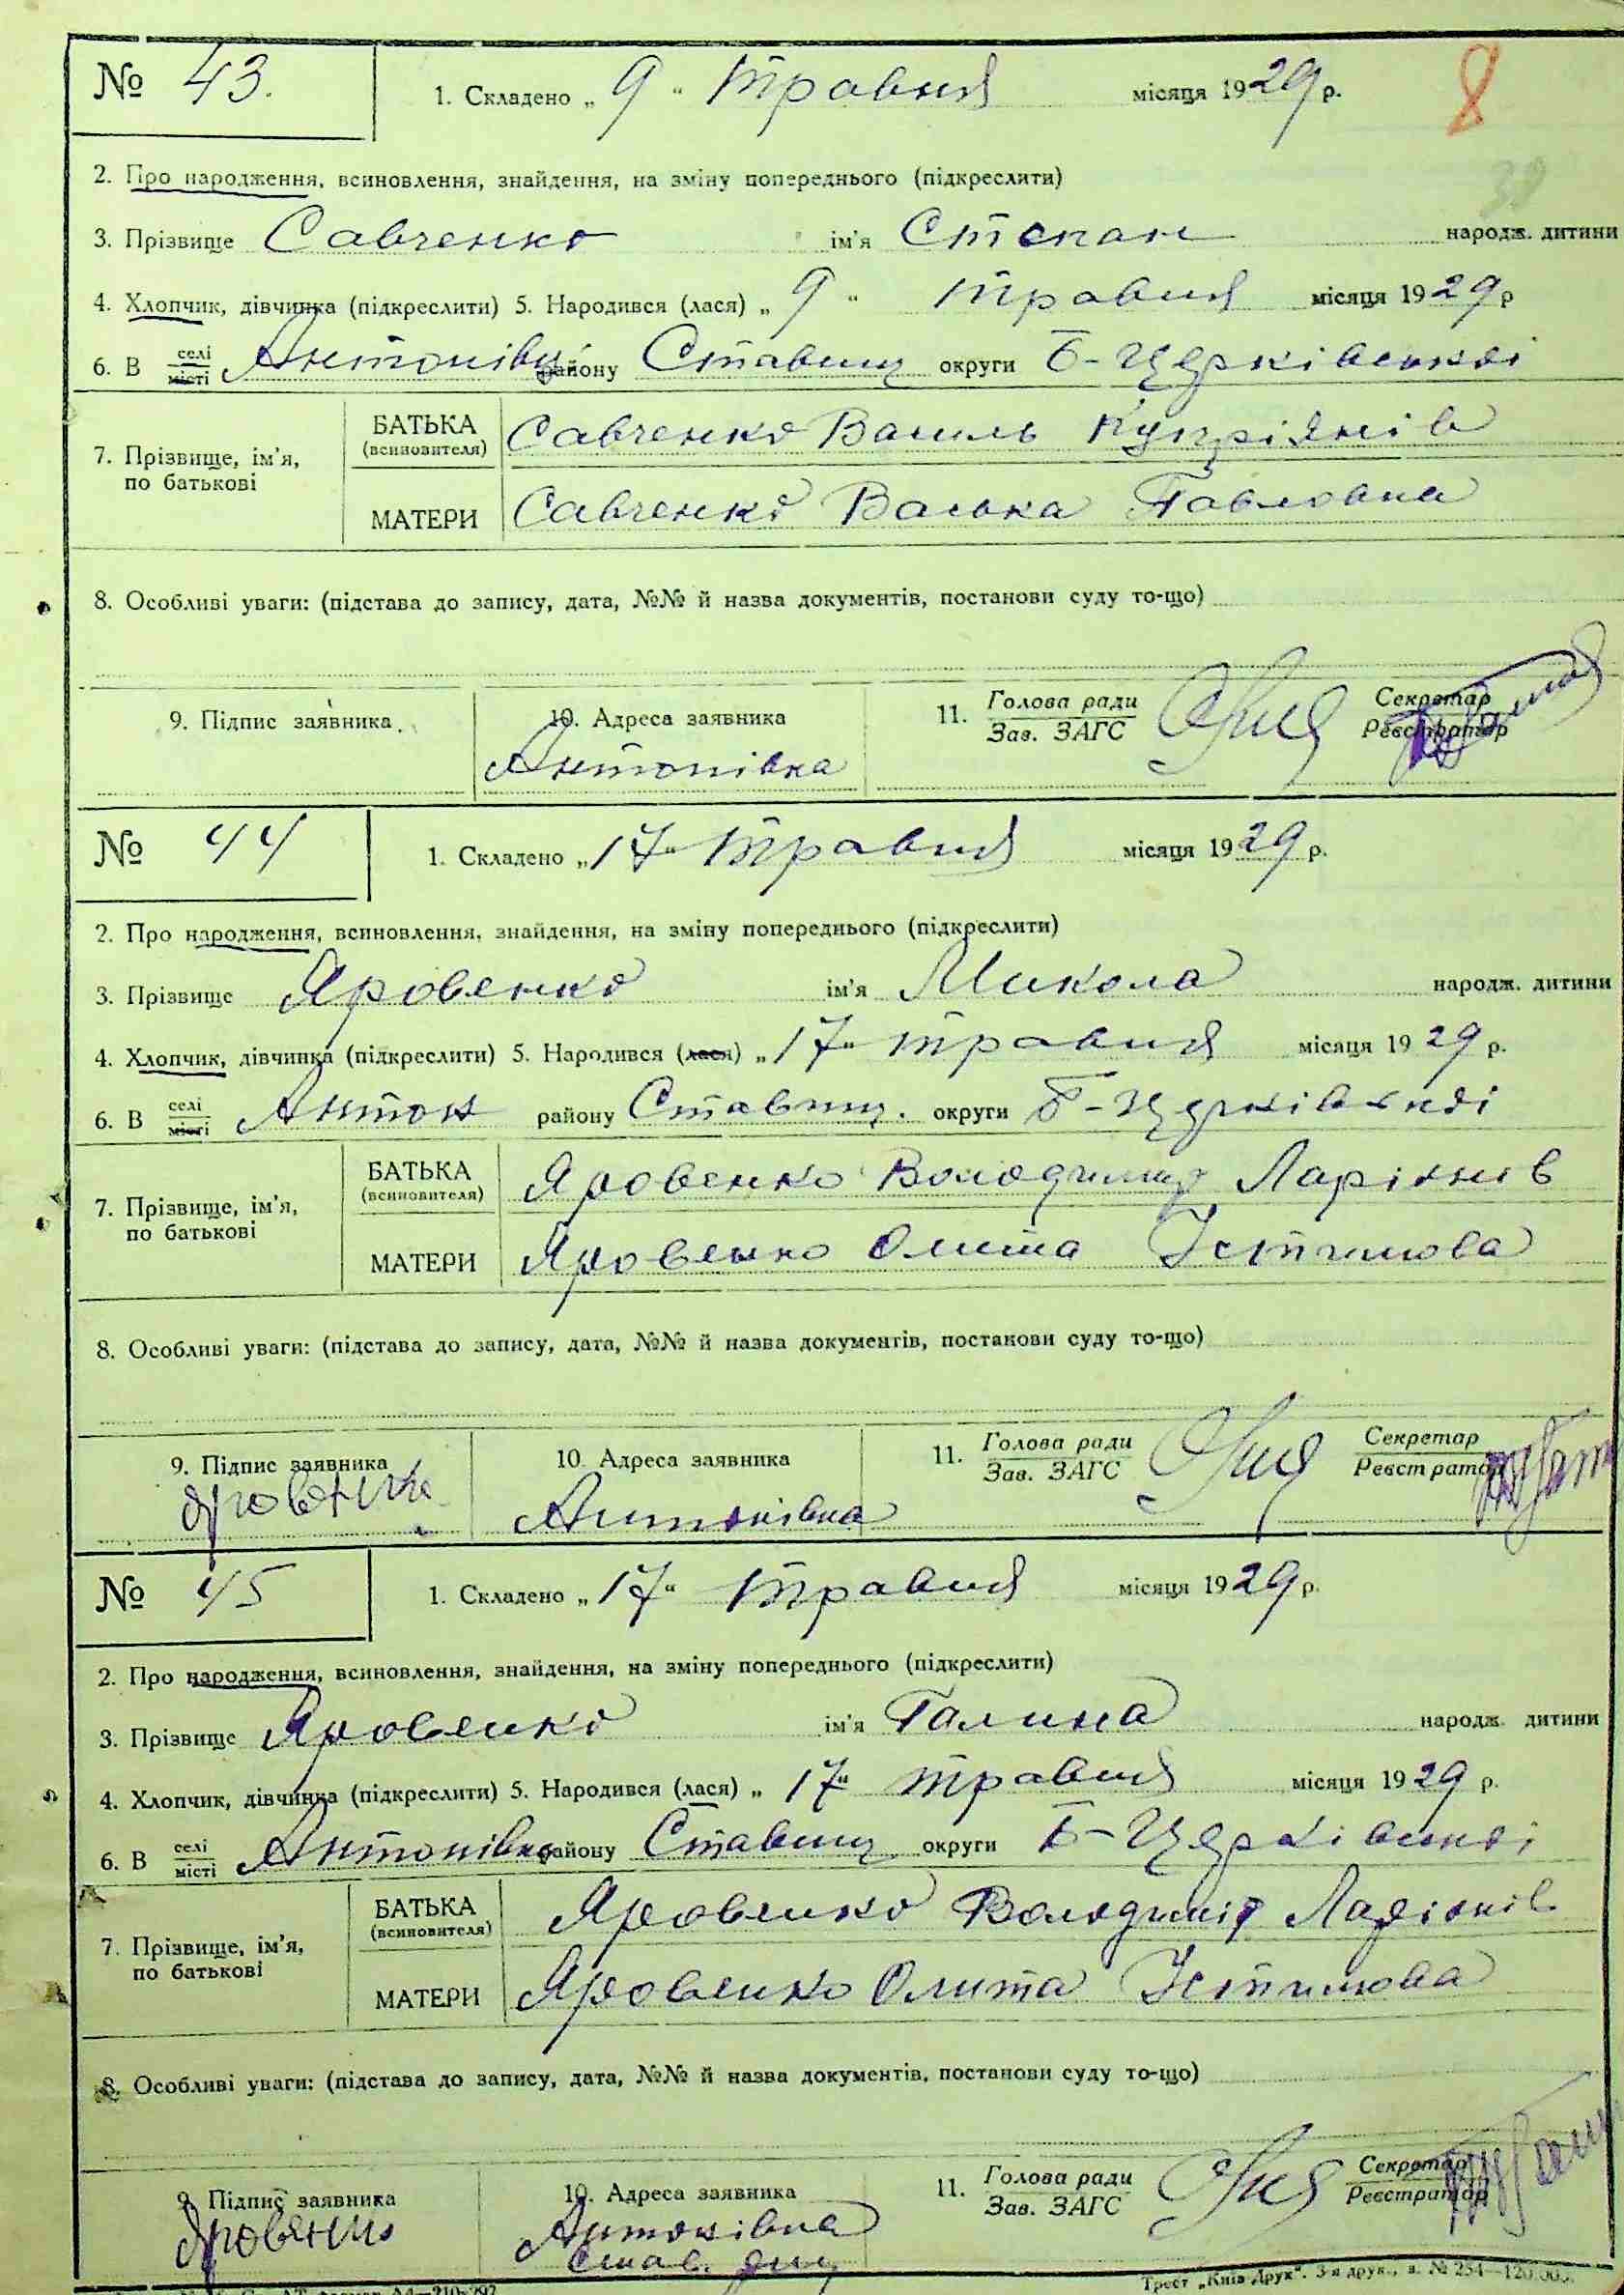 8
№ 43. 1. Складено „ 9 " Травня місяця 1929 р.
38
2. Про народження, всиновлення, знайдення, на зміну попереднього (підкреслити)
3. Прізвище Савченко ім'я Степан народж. дитини
4. Хлопчик, дівчинка (підкреслити) 5. Народився (лася) „ 9 " травня місяця 1929 р
6. В селі місті Антонівці району Ставищ округи Б-Церківської
7. Прізвище, ім'я, по батькові
БАТЬКА (всиновителя) Савченко Василь Купріянів
МАТЕРИ Савченко Васька Павловна
8. Особливі уваги: (підстава до запису, дата, №№ й назва документів, постанови суду то-що)
9. Підпис заявника. 10. Адреса заявника 11. Голова ради Зав. ЗАГС Секретар Реєстратор
Антонівка
№ 44 1. Складено „ 17 " Травня місяця 1929 р.
2. Про народження, всиновлення, знайдення, на зміну попереднього (підкреслити)
3. Прізвище Яровенко ім'я Микола народж. дитини
4. Хлопчик, дівчинка (підкреслити) 5. Народився (лася) „ 17 " травня місяця 1929 р.
6. В селі місті Антон району Ставищ. округи Б-Церківської
7. Прізвище, ім'я, по батькові
БАТЬКА (всиновителя) Яровенко Володимир Ларіонів
МАТЕРИ Яровенко Олита Устимова
8. Особливі уваги: (підстава до запису, дата, №№ й назва документів, постанови суду то-що)
9. Підпис заявника 10. Адреса заявника 11. Голова ради Зав. ЗАГС Секретар Реєстратор
Яровенко Антонівка
№ 45 1. Складено „ 17 " Травня місяця 1929 р.
2. Про народження, всиновлення, знайдення, на зміну попереднього (підкреслити)
3. Прізвище Яровенко ім'я Галина народж. дитини
4. Хлопчик, дівчинка (підкреслити) 5. Народився (лася) „ 17 " травня місяця 1929 р.
6. В селі місті Антонівка району Ставищ округи Б-Церківської
7. Прізвище, ім'я, по батькові
БАТЬКА (всиновителя) Яровенко Володимір Ларіонів
МАТЕРИ Яровенко Олита Устимова
8. Особливі уваги: (підстава до запису, дата, №№ й назва документів, постанови суду то-що)
9. Підпис заявника 10. Адреса заявника 11. Голова ради Зав. ЗАГС Секретар Реєстратор
Яровенко Антонівка
Став.
Трест „Київ-Друк". 3-я друк., з. № 254—120.000.